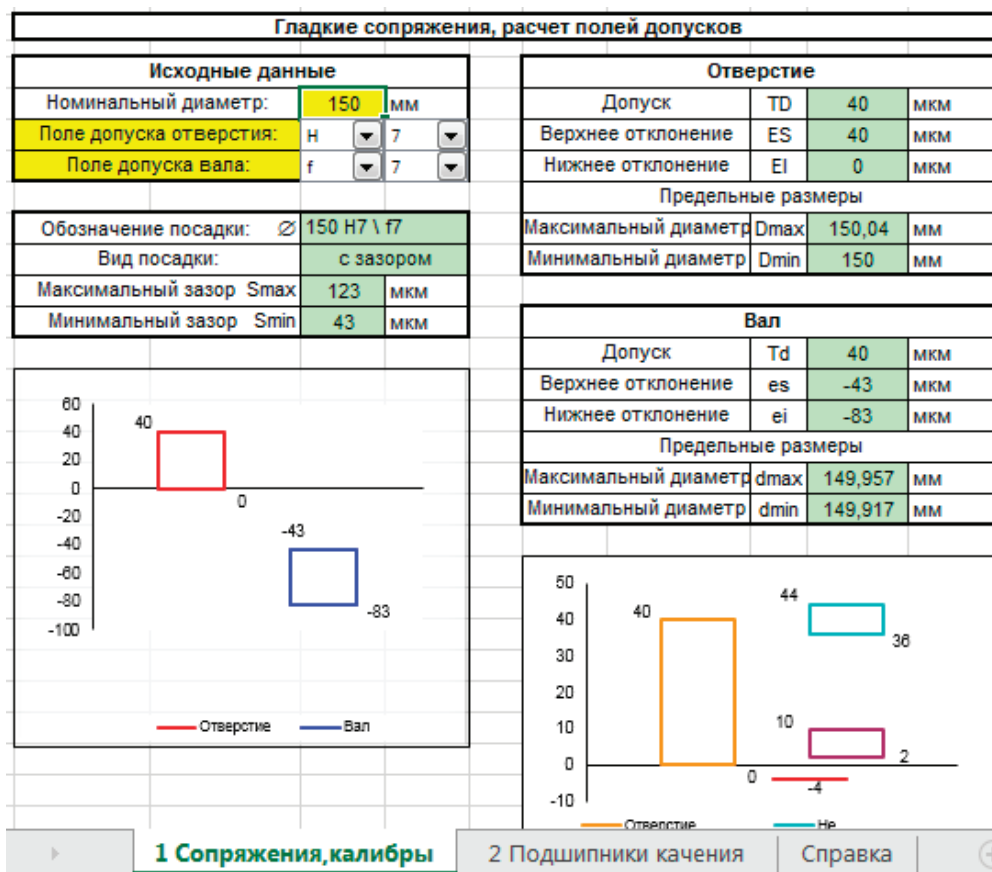 Гладкие сопряжения, расчет полей допусков
Исходные данные
Номинальный диаметр: 150 мм
Поле допуска отверстия: H 7
Поле допуска вала: f 7
Обозначение посадки: ∅ 150 H7 \ f7
Вид посадки: с зазором
Максимальный зазор Smax 123 мкм
Минимальный зазор Smin 43 мкм
60
40
20
0
-20
-40
-60
-80
-100
40
0
-43
-83
Отверстие Вал
Отверстие
Допуск TD 40 мкм
Верхнее отклонение ES 40 мкм
Нижнее отклонение EI 0 мкм
Предельные размеры
Максимальный диаметр Dmax 150,04 мм
Минимальный диаметр Dmin 150 мм
Вал
Допуск Td 40 мкм
Верхнее отклонение es -43 мкм
Нижнее отклонение ei -83 мкм
Предельные размеры
Максимальный диаметр dmax 149,957 мм
Минимальный диаметр dmin 149,917 мм
50
40
30
20
10
0
-10
40
0
44
36
10
2
-4
Отверстие Не
1 Сопряжения,калибры 2 Подшипники качения Справка